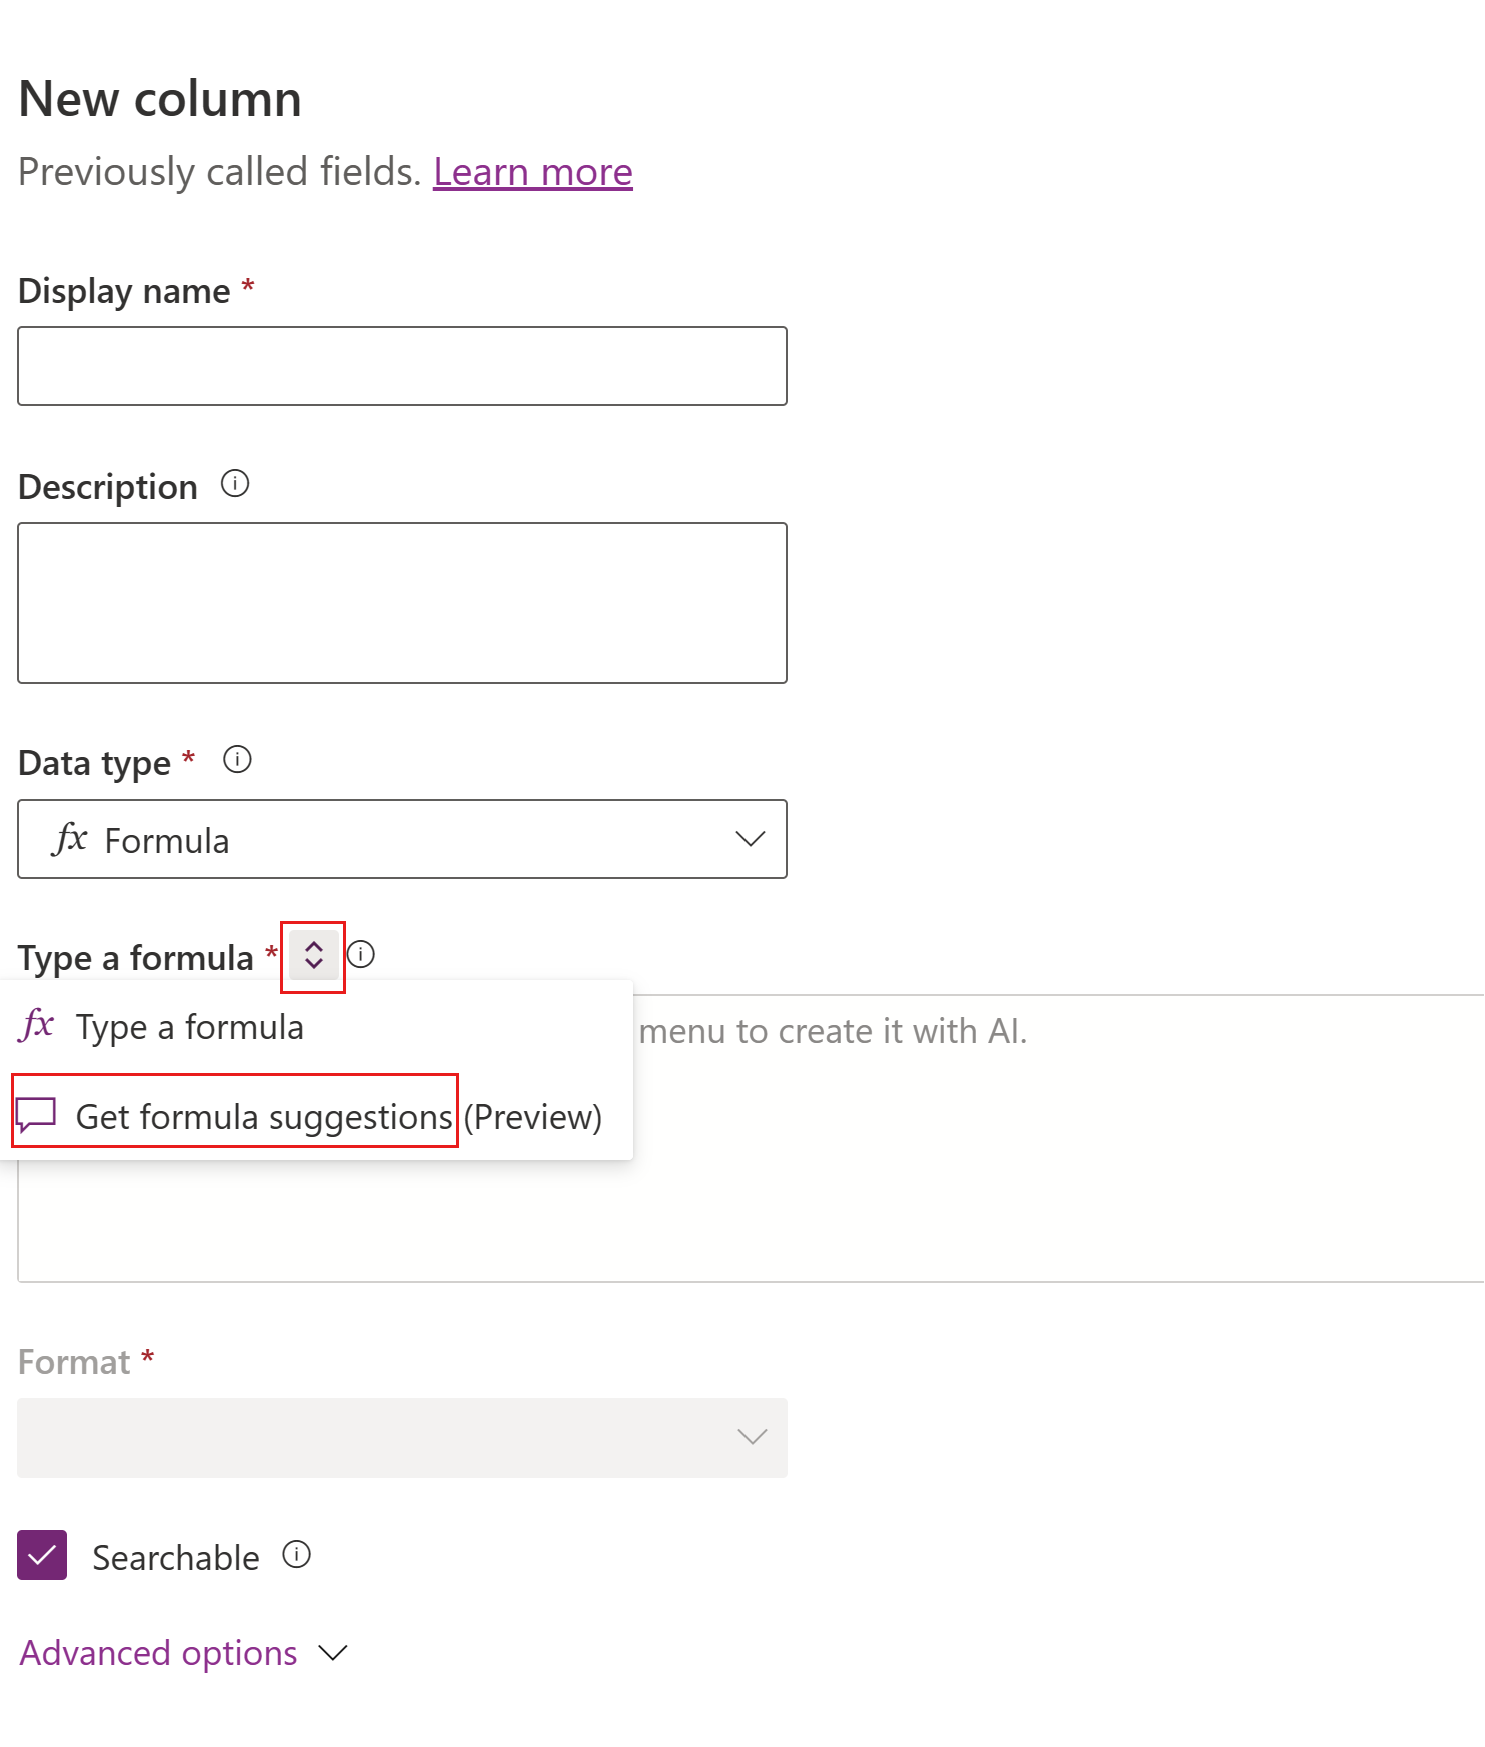 New column
Previously called fields. Learn more
Display name *
Description
Data type *
fx Formula
Type a formula *
fx Type a formula
menu to create it with AI.
Get formula suggestions (Preview)
Format *
Searchable
Advanced options